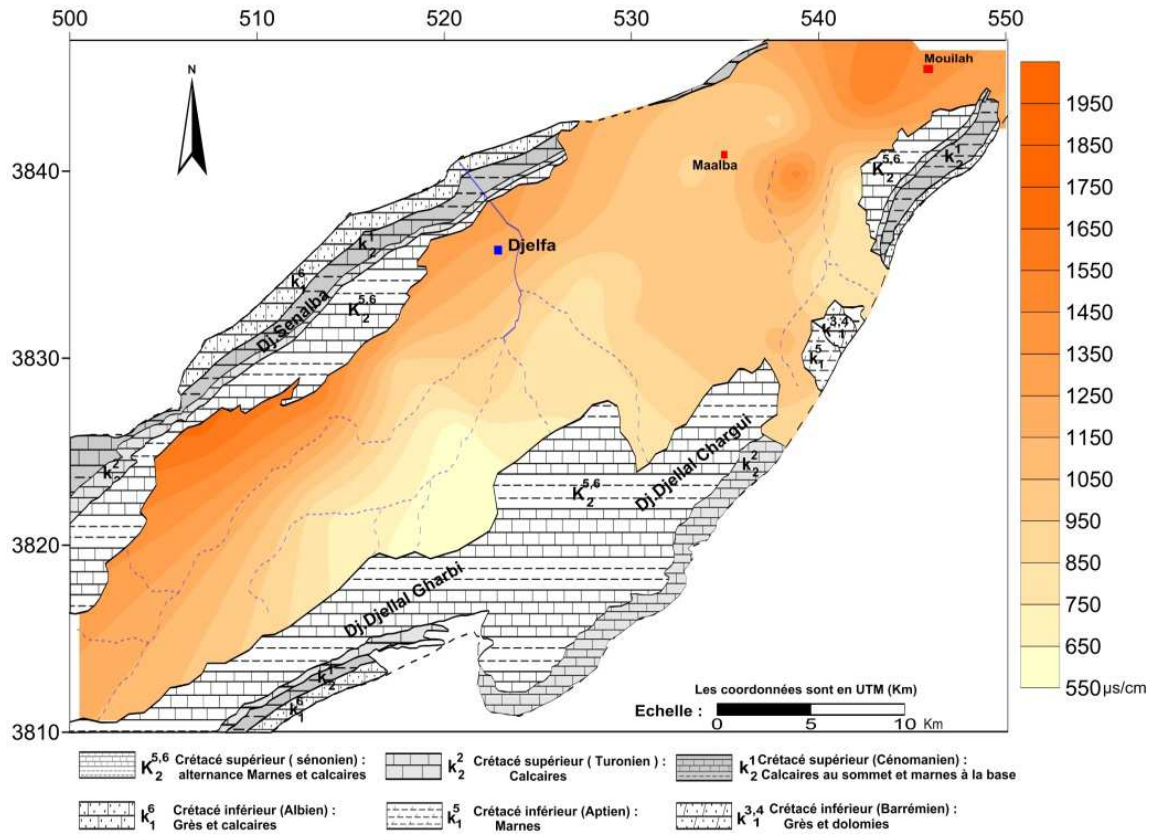 500 510 520 530 540 550
N
Mouilah
1950
1850
3840
Maalba
K2^5,6
k2^1
1750
Djelfa
k2^1
1650
k1^6
K2^5,6
1550
Dj.Senalba
k1^3,4
1450
3830
k1^5
1350
1250
Dj.Djellal Chargui
k2^2
k2^2
1150
K2^5,6
1050
3820
950
850
Dj.Djellal Gharbi
750
k2^1
Les coordonnées sont en UTM (Km)
650
k1^6
Echelle :
0 5 10 Km
550 µs/cm
3810
K2^5,6 Crétacé supérieur ( sénonien) :
alternance Marnes et calcaires
k2^2 Crétacé supérieur ( Turonien ) :
Calcaires
k2^1 Crétacé supérieur (Cénomanien) :
Calcaires au sommet et marnes à la base
k1^6 Crétacé inférieur (Albien) :
Grès et calcaires
k1^5 Crétacé inférieur (Aptien) :
Marnes
k1^3,4 Crétacé inférieur (Barrémien) :
Grès et dolomies